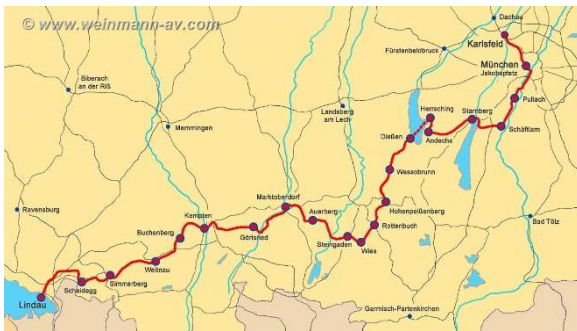 © www.weinmann-av.com
Dachau
Karlsfeld
Fürstenfeldbruck
München
Jakobsplatz
Biberach
an der Riß
Pullach
Landsberg
am Lech
Herrsching
Starnberg
Memmingen
Schäftlarn
Dießen
Andechs
Wessobrunn
Ravensburg
Marktoberdorf
Hohenpeißenberg
Kempten
Auerberg
Rottenbuch
Bad Tölz
Buchenberg
Görisried
Steingaden
Wies
Weitnau
Simmerberg
Scheidegg
Lindau
Garmisch-Partenkirchen